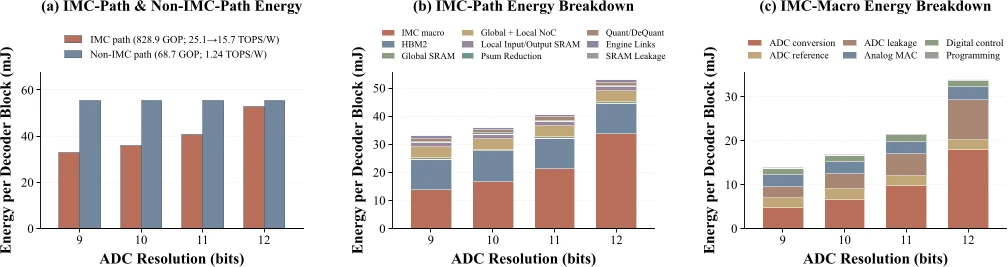 (a) IMC-Path & Non-IMC-Path Energy
IMC path (828.9 GOP; 25.1→15.7 TOPS/W)
Non-IMC path (68.7 GOP; 1.24 TOPS/W)
Energy per Decoder Block (mJ)
60
40
20
0
9 10 11 12
ADC Resolution (bits)
(b) IMC-Path Energy Breakdown
IMC macro Global + Local NoC Quant/DeQuant
HBM2 Local Input/Output SRAM Engine Links
Global SRAM Psum Reduction SRAM Leakage
Energy per Decoder Block (mJ)
50
40
30
20
10
0
9 10 11 12
ADC Resolution (bits)
(c) IMC-Macro Energy Breakdown
ADC conversion ADC leakage Digital control
ADC reference Analog MAC Programming
Energy per Decoder Block (mJ)
30
20
10
0
9 10 11 12
ADC Resolution (bits)